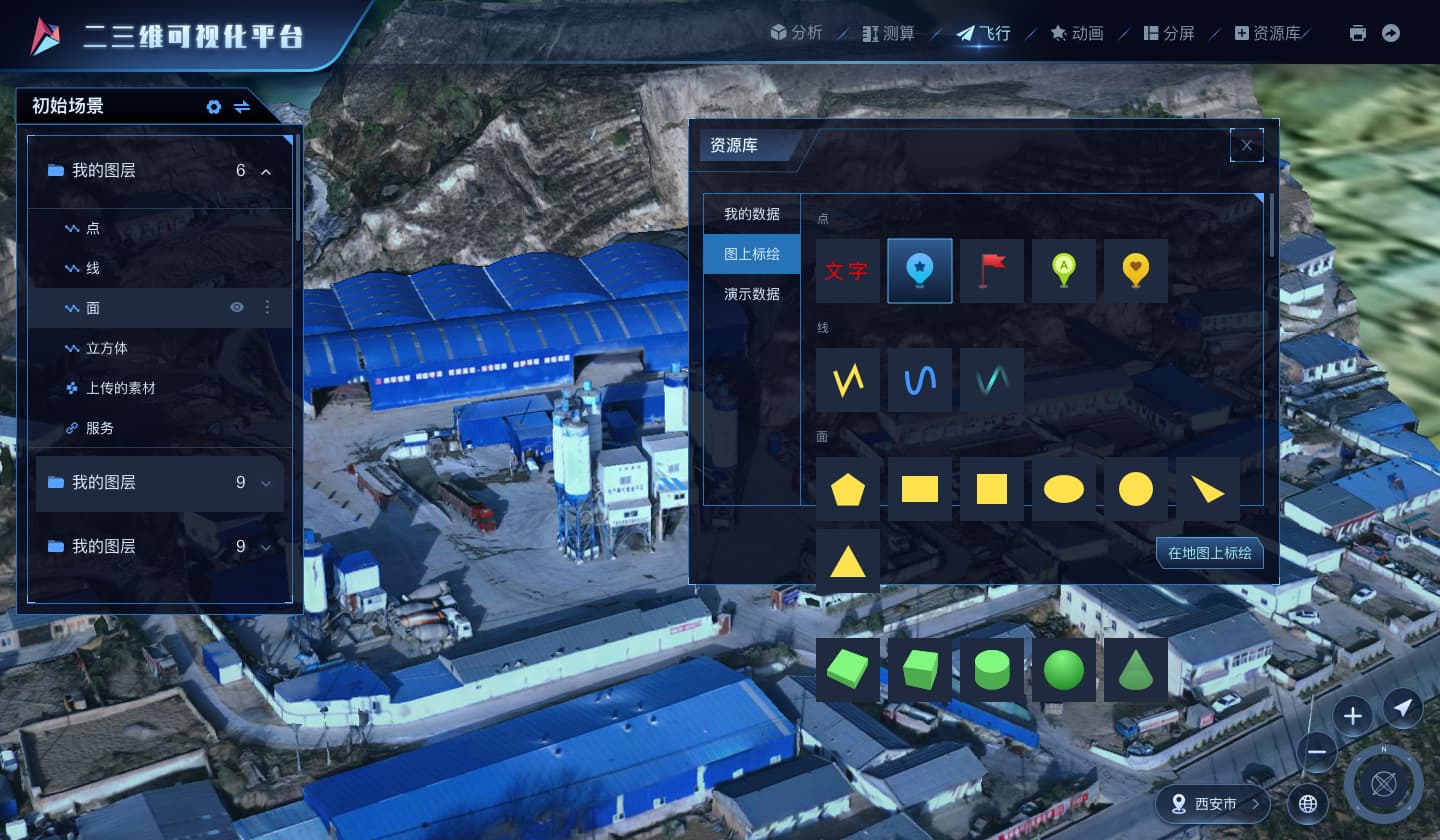 二三维可视化平台
分析
测算
飞行
动画
分屏
资源库
初始场景
我的图层 6
点
线
面
立方体
上传的素材
服务
我的图层 9
我的图层 9
资源库
X
我的数据
图上标绘
演示数据
点
文字
A
线
面
在地图上标绘
N
西安市